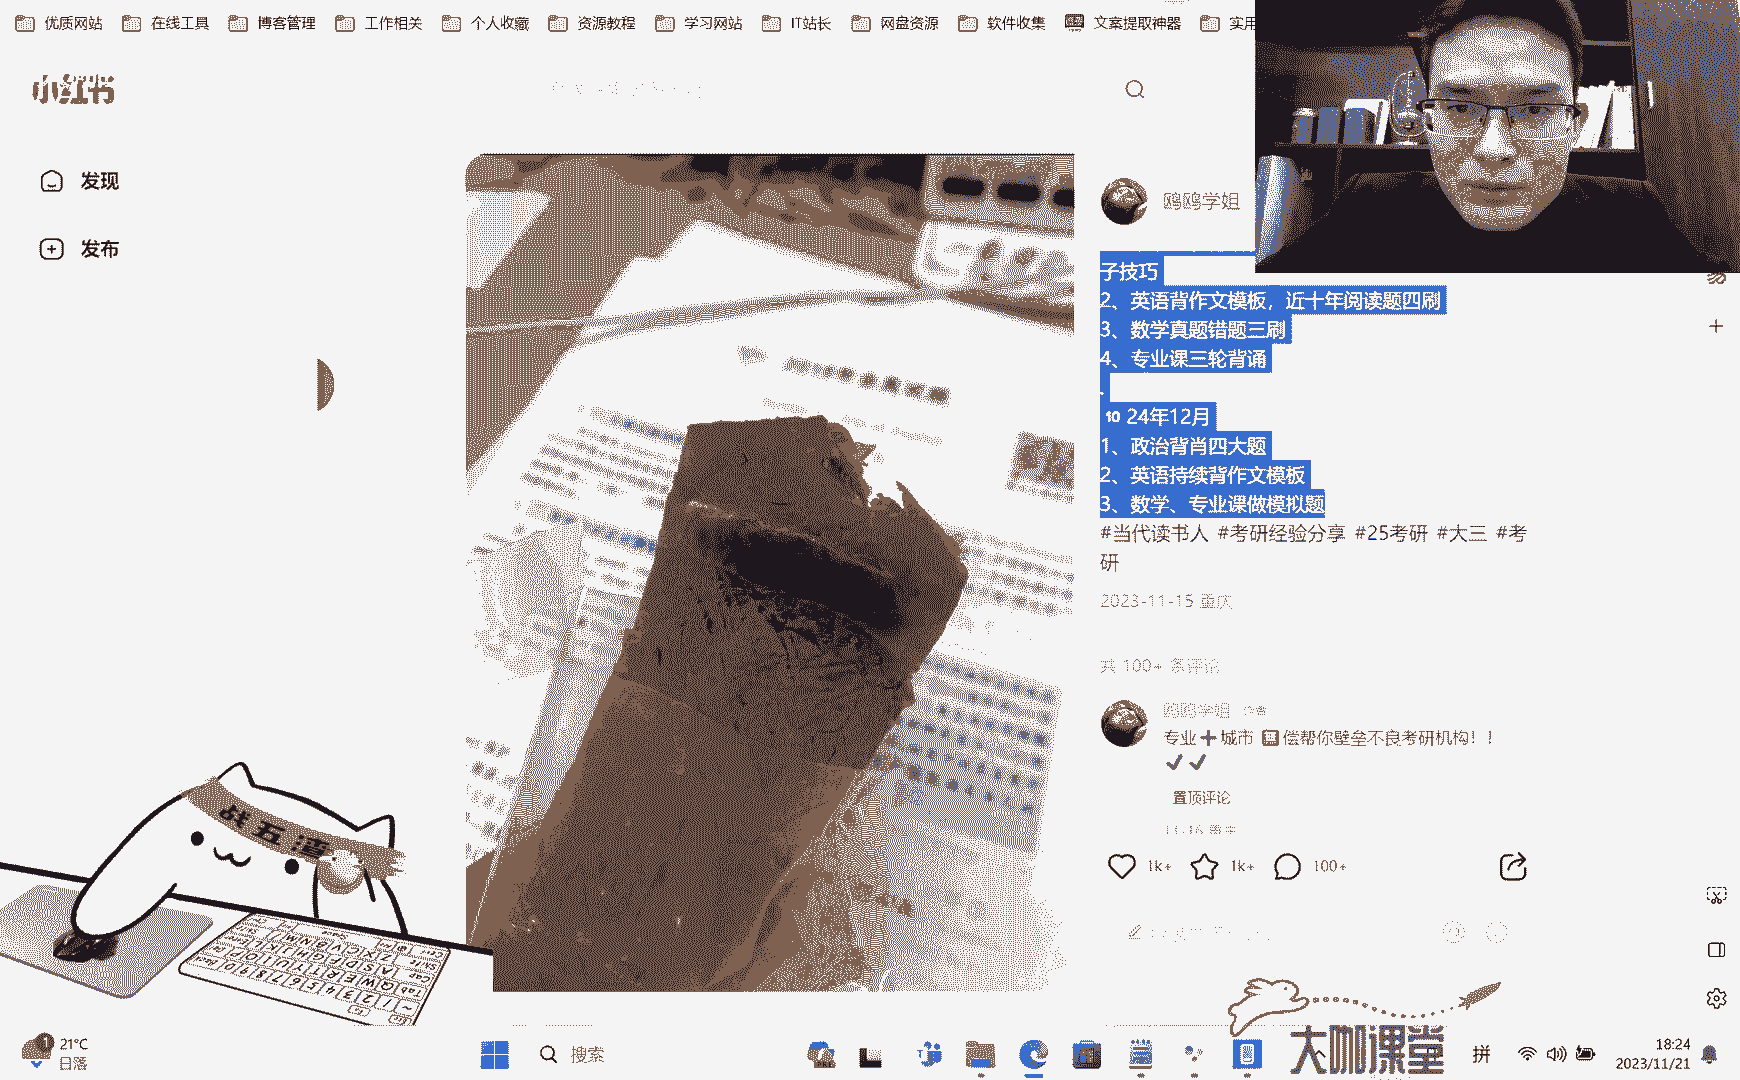 优质网站
在线工具
博客管理
工作相关
个人收藏
资源教程
学习网站
IT站长
网盘资源
软件收集
文案提取神器
实用
小红书
发现
发布
鸥鸥学姐
子技巧
2、英语背作文模板，近十年阅读题四刷
3、数学真题错题三刷
4、专业课三轮背诵
.
10 24年12月
1、政治背肖四大题
2、英语持续背作文模板
3、数学、专业课做模拟题
#当代读书人 #考研经验分享 #25考研 #大三 #考
研
2023-11-15 重庆
共 100+ 条评论
鸥鸥学姐
专业➕城市 偿帮你壁垒不良考研机构！！
置顶评论
1k+
1k+
100+
大咖课堂
21°C
日落
搜索
拼
18:24
2023/11/21